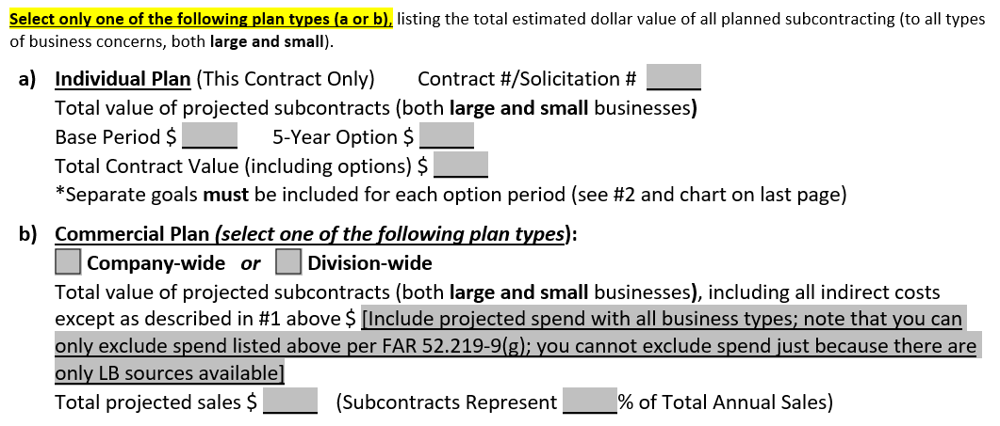 Select only one of the following plan types (a or b), listing the total estimated dollar value of all planned subcontracting (to all types
of business concerns, both large and small).
a) Individual Plan (This Contract Only) Contract #/Solicitation #
Total value of projected subcontracts (both large and small businesses)
Base Period $ 5-Year Option $
Total Contract Value (including options) $
*Separate goals must be included for each option period (see #2 and chart on last page)
b) Commercial Plan (select one of the following plan types):
Company-wide or Division-wide
Total value of projected subcontracts (both large and small businesses), including all indirect costs
except as described in #1 above $ [Include projected spend with all business types; note that you can
only exclude spend listed above per FAR 52.219-9(g); you cannot exclude spend just because there are
only LB sources available]
Total projected sales $ (Subcontracts Represent % of Total Annual Sales)